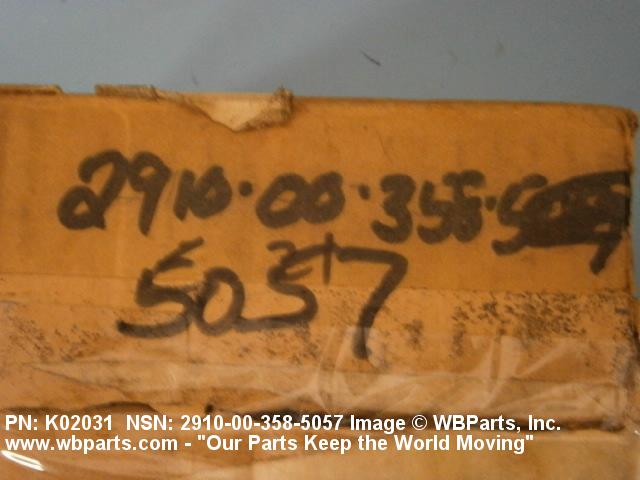 2910-00-358-
5057
PN: K02031 NSN: 2910-00-358-5057 Image © WBParts, Inc.
www.wbparts.com - "Our Parts Keep the World Moving"